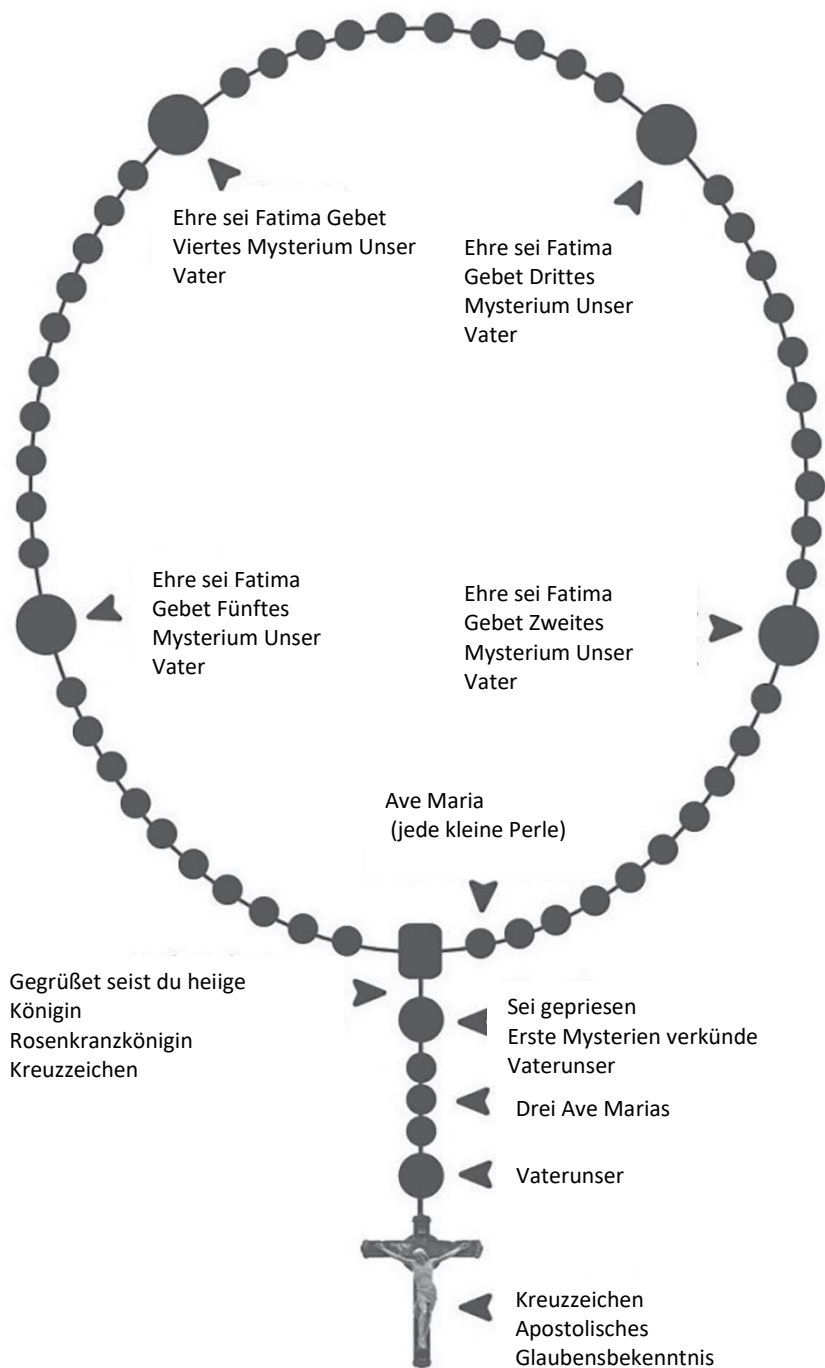 Ehre sei Fatima Gebet
Viertes Mysterium Unser
Vater
Ehre sei Fatima
Gebet Drittes
Mysterium Unser
Vater
Ehre sei Fatima
Gebet Fünftes
Mysterium Unser
Vater
Ehre sei Fatima
Gebet Zweites
Mysterium Unser
Vater
Ave Maria
(jede kleine Perle)
Gegrüßet seist du heiige
Königin
Rosenkranzkönigin
Kreuzzeichen
Sei gepriesen
Erste Mysterien verkünde
Vaterunser
Drei Ave Marias
Vaterunser
Kreuzzeichen
Apostolisches
Glaubensbekenntnis